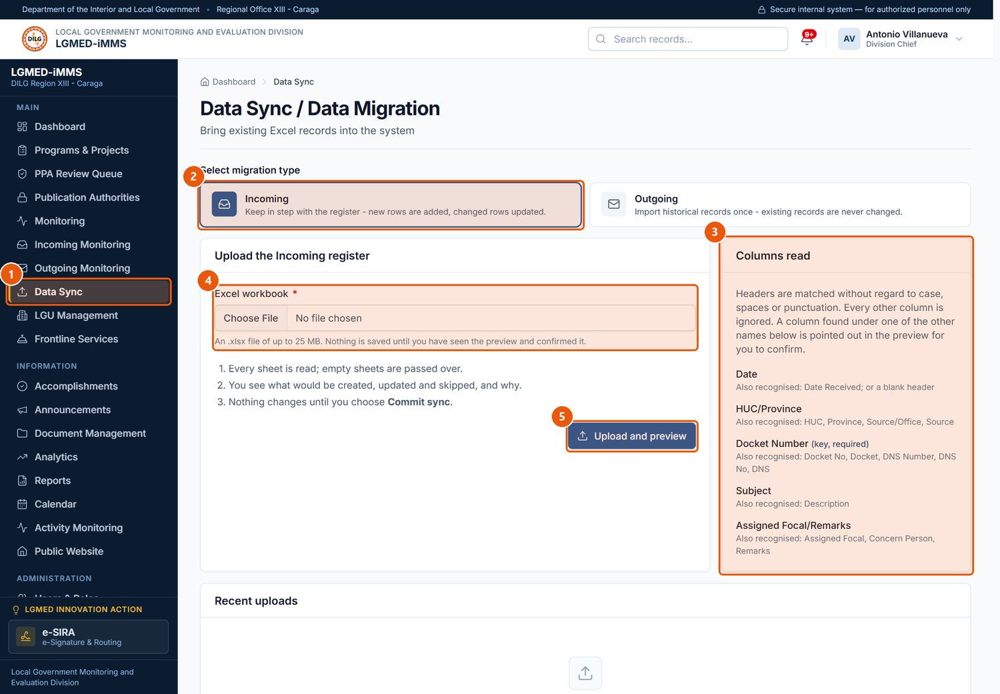 Department of the Interior and Local Government • Regional Office XIII - Caraga
Secure internal system — for authorized personnel only
DILG
LOCAL GOVERNMENT MONITORING AND EVALUATION DIVISION
LGMED-iMMS
Search records...
9+
AV
Antonio Villanueva
Division Chief
LGMED-iMMS
DILG Region XIII - Caraga
MAIN
Dashboard
Programs & Projects
PPA Review Queue
Publication Authorities
Monitoring
Incoming Monitoring
Outgoing Monitoring
1
Data Sync
LGU Management
Frontline Services
INFORMATION
Accomplishments
Announcements
Document Management
Analytics
Reports
Calendar
Activity Monitoring
Public Website
ADMINISTRATION
Users & Roles
LGMED INNOVATION ACTION
e-SIRA
e-Signature & Routing
Local Government Monitoring and
Evaluation Division
Dashboard > Data Sync
Data Sync / Data Migration
Bring existing Excel records into the system
Select migration type
2
Incoming
Keep in step with the register - new rows are added, changed rows updated.
Outgoing
Import historical records once - existing records are never changed.
Upload the Incoming register
4
Excel workbook *
Choose File No file chosen
An .xlsx file of up to 25 MB. Nothing is saved until you have seen the preview and confirmed it.
1. Every sheet is read; empty sheets are passed over.
2. You see what would be created, updated and skipped, and why.
3. Nothing changes until you choose Commit sync.
5
Upload and preview
3
Columns read
Headers are matched without regard to case,
spaces or punctuation. Every other column is
ignored. A column found under one of the other
names below is pointed out in the preview for
you to confirm.
Date
Also recognised: Date Received; or a blank header
HUC/Province
Also recognised: HUC, Province, Source/Office, Source
Docket Number (key, required)
Also recognised: Docket No, Docket, DNS Number, DNS
No, DNS
Subject
Also recognised: Description
Assigned Focal/Remarks
Also recognised: Assigned Focal, Concern Person,
Remarks
Recent uploads